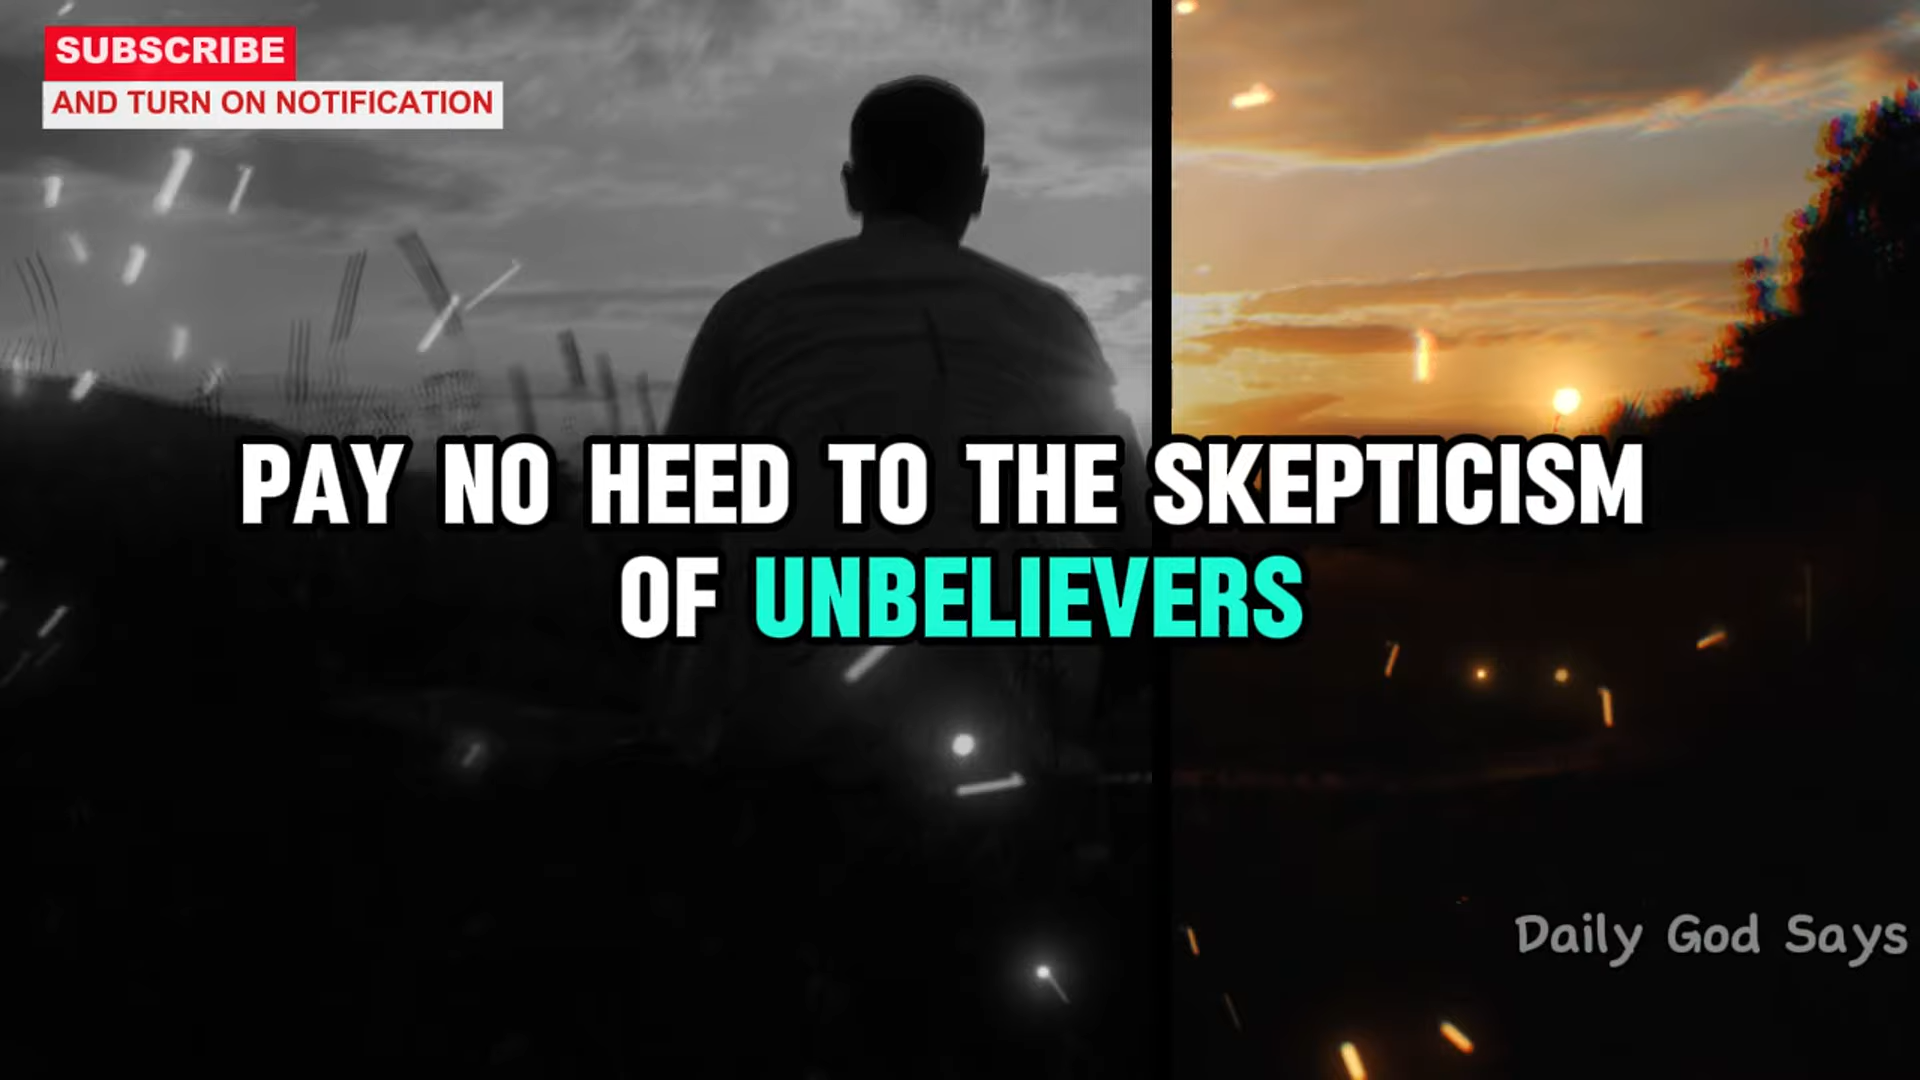 SUBSCRIBE
AND TURN ON NOTIFICATION
PAY NO HEED TO THE SKEPTICISM
OF UNBELIEVERS
Daily God Says